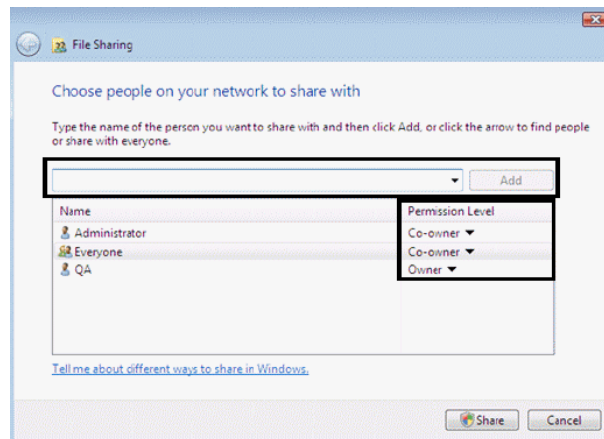 File Sharing
Choose people on your network to share with
Type the name of the person you want to share with and then click Add, or click the arrow to find people
or share with everyone.
Add
Name Permission Level
Administrator Co-owner
Everyone Co-owner
QA Owner
Tell me about different ways to share in Windows.
Share Cancel